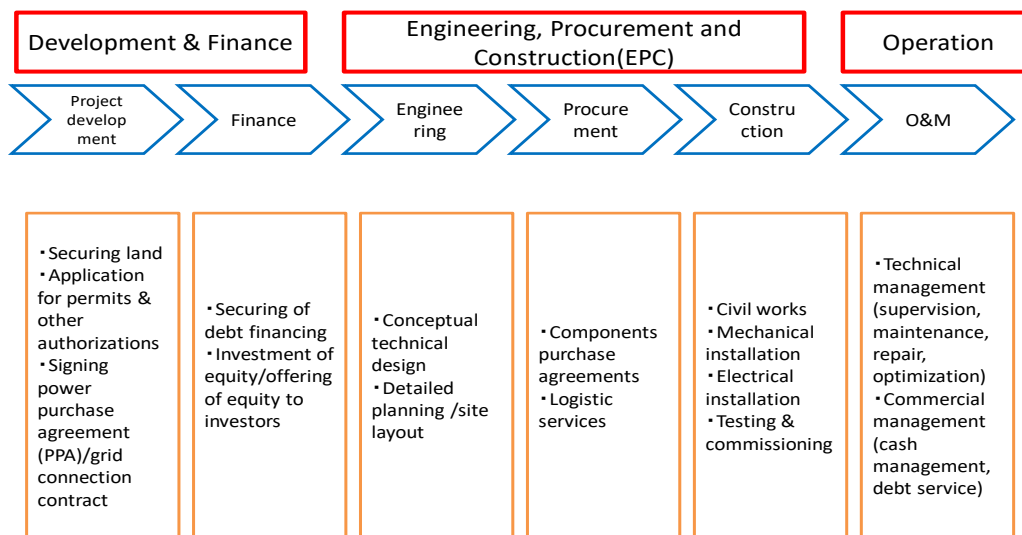 Development & Finance
Engineering, Procurement and
Construction(EPC)
Operation
Project
develop
ment
Finance
Enginee
ring
Procure
ment
Constru
ction
O&M
・Securing land
・Application
for permits &
other
authorizations
・Signing
power
purchase
agreement
(PPA)/grid
connection
contract
・Securing of
debt financing
・Investment of
equity/offering
of equity to
investors
・Conceptual
technical
design
・Detailed
planning /site
layout
・Components
purchase
agreements
・Logistic
services
・Civil works
・Mechanical
installation
・Electrical
installation
・Testing &
commissioning
・Technical
management
(supervision,
maintenance,
repair,
optimization)
・Commercial
management
(cash
management,
debt service)